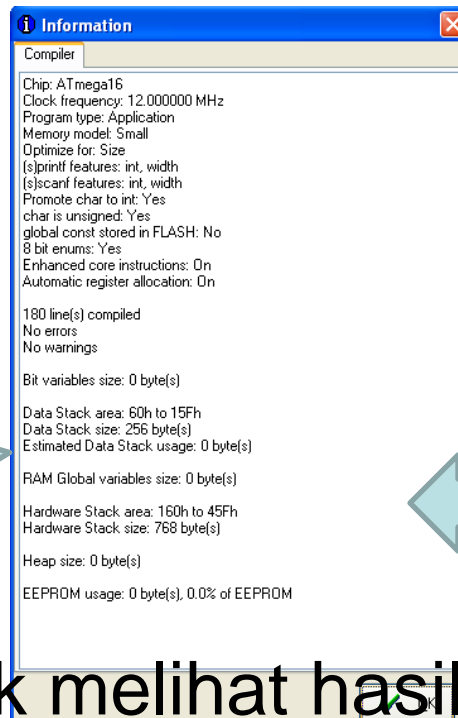 Information
Compiler
Chip: ATmega16
Clock frequency: 12.000000 MHz
Program type: Application
Memory model: Small
Optimize for: Size
(s)printf features: int, width
(s)scanf features: int, width
Promote char to int: Yes
char is unsigned: Yes
global const stored in FLASH: No
8 bit enums: Yes
Enhanced core instructions: On
Automatic register allocation: On
180 line(s) compiled
No errors
No warnings
Bit variables size: 0 byte(s)
Data Stack area: 60h to 15Fh
Data Stack size: 256 byte(s)
Estimated Data Stack usage: 0 byte(s)
RAM Global variables size: 0 byte(s)
Hardware Stack area: 160h to 45Fh
Hardware Stack size: 768 byte(s)
Heap size: 0 byte(s)
EEPROM usage: 0 byte(s), 0.0% of EEPROM
k melihat hasil